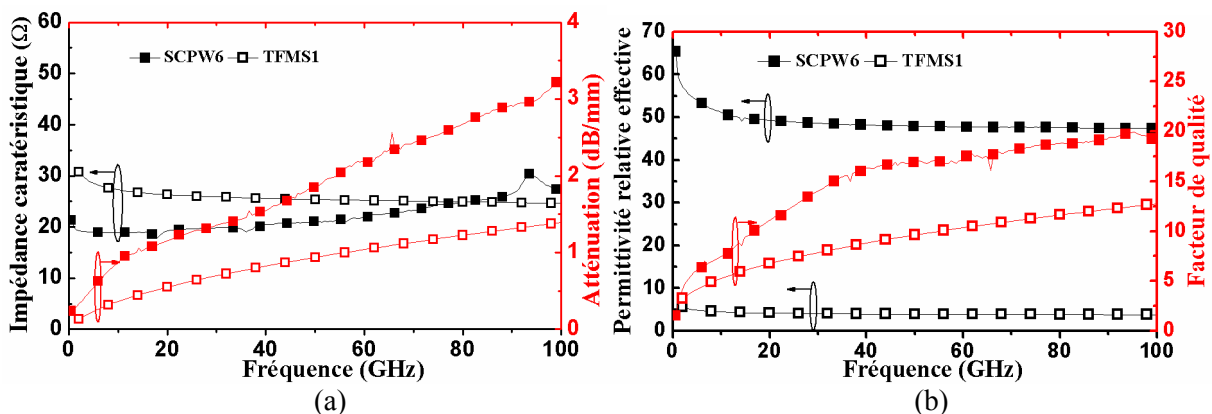 Impédance caratéristique (Ω)
60
50
40
30
20
10
0
SCPW6
TFMS1
4
3
2
1
0
Atténuation (dB/mm)
0 20 40 60 80 100
Fréquence (GHz)
(a)
Permittivité relative effective
70
60
50
40
30
20
10
0
SCPW6
TFMS1
30
25
20
15
10
5
0
Facteur de qualité
0 20 40 60 80 100
Fréquence (GHz)
(b)